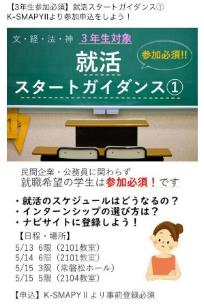 【3年生参加必須】就活スタートガイダンス①
K-SMAPYⅡより参加申込をしよう！
文・経・法・神
3年生対象
参加必須!!
就活
スタートガイダンス①
民間企業・公務員に関わらず
就職希望の学生は参加必須！です
・就活のスケジュールはどうなるの？
・インターンシップの選び方は？
・ナビサイトに登録しよう！
【日程・場所】
5/13 6限（2101教室）
5/14 6限（2101教室）
5/15 3限（常磐松ホール）
5/15 5限（2104教室）
【申込】K-SMAPYⅡより事前登録必須